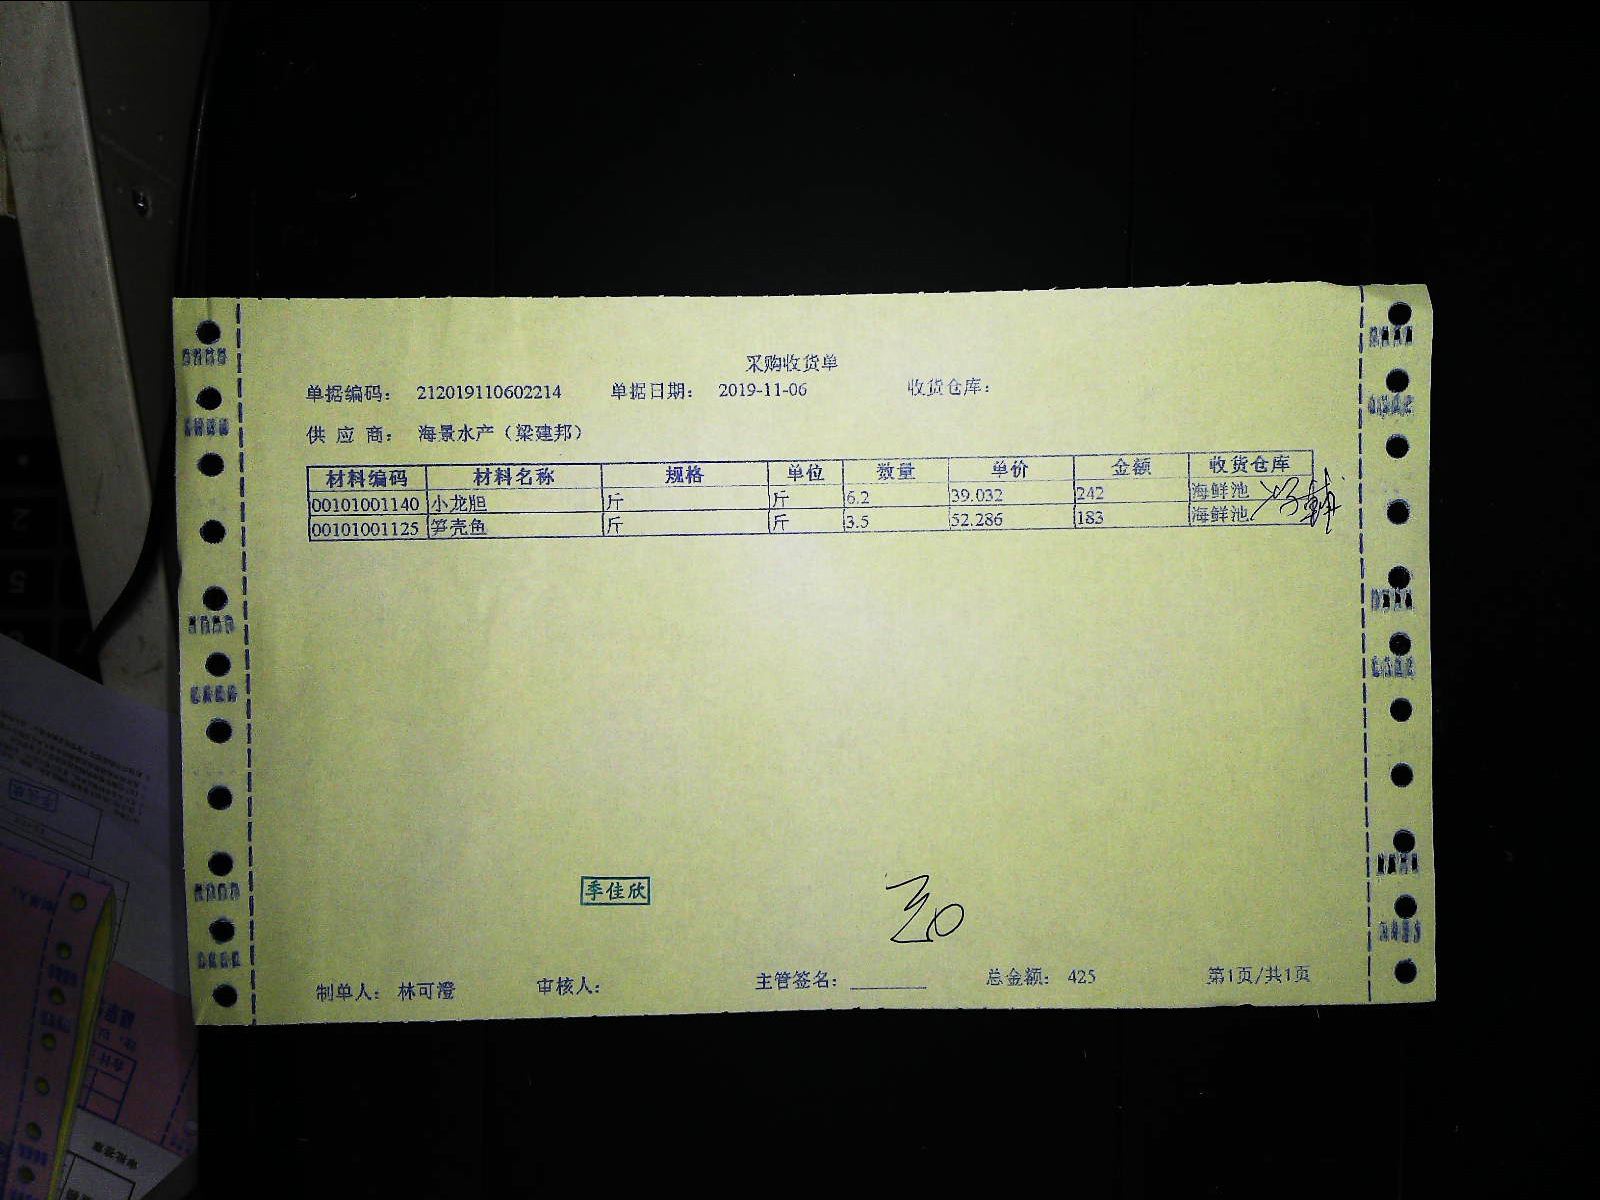 采购收货单
单据编码： 212019110602214 单据日期： 2019-11-06 收货仓库：
供 应 商： 海景水产（梁建邦）
材料编码 材料名称 规格 单位 数量 单价 金额 收货仓库
00101001140 小龙胆 斤 斤 6.2 39.032 242 海鲜池
00101001125 笋壳鱼 斤 斤 3.5 52.286 183 海鲜池
季佳欣
制单人： 林可澄 审核人： 主管签名： 总金额： 425 第1页/共1页